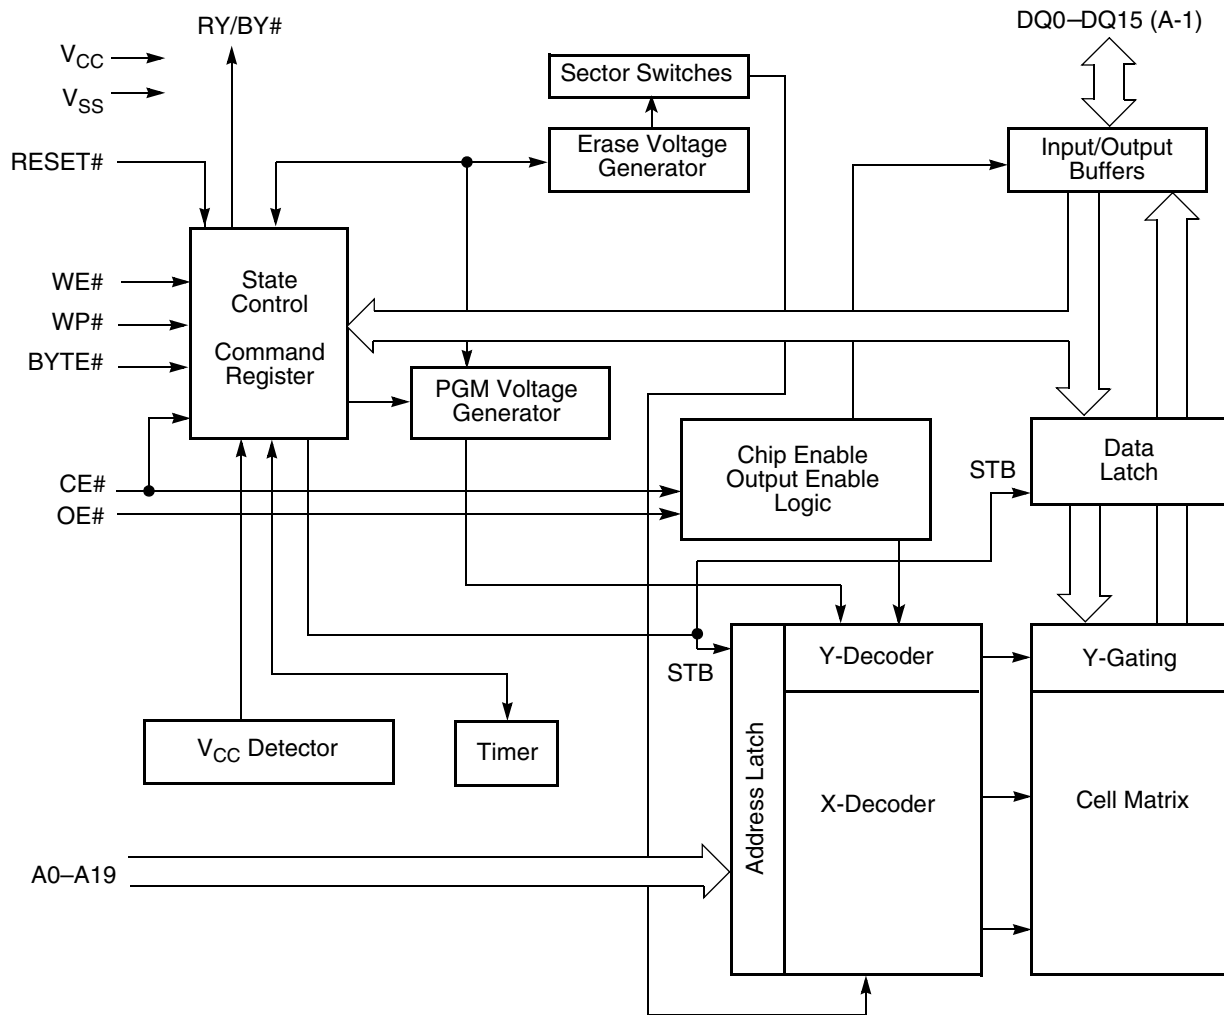 RY/BY#
DQ0–DQ15 (A-1)
VCC
VSS
Sector Switches
Erase Voltage
Generator
Input/Output
Buffers
RESET#
WE#
WP#
BYTE#
State
Control
Command
Register
PGM Voltage
Generator
Chip Enable
Output Enable
Logic
Data
Latch
STB
CE#
OE#
STB
Y-Decoder
Y-Gating
VCC Detector
Timer
Address Latch
X-Decoder
Cell Matrix
A0–A19